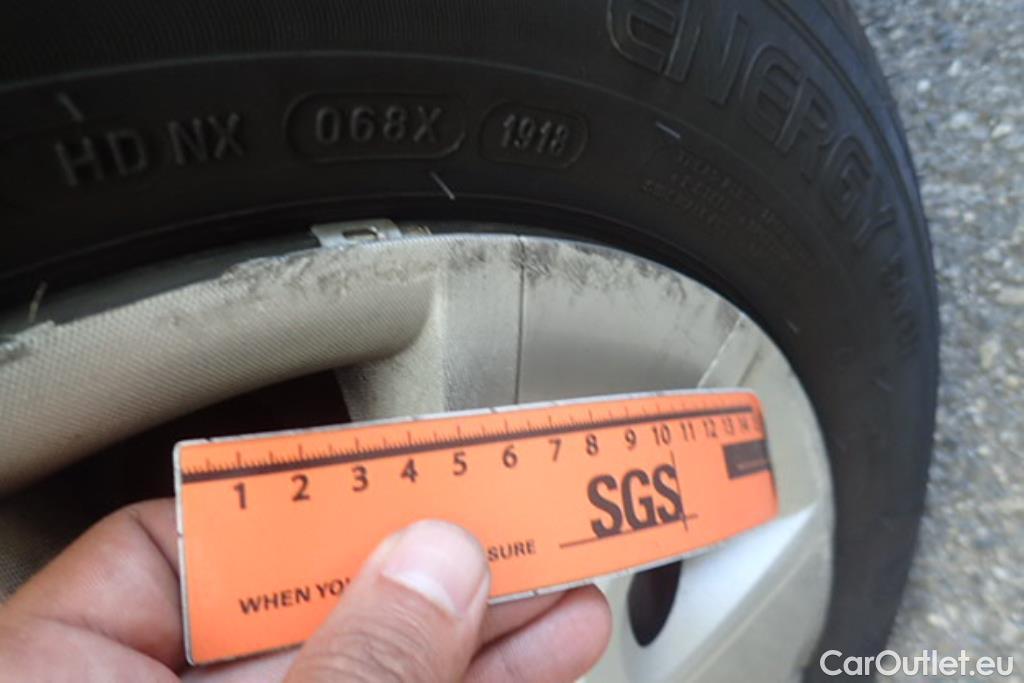 ENERGY
HD NX 068X 1918
1 2 3 4 5 6 7 8 9 10 11 12 13 14
SGS
WHEN YOU SURE
CarOutlet.eu